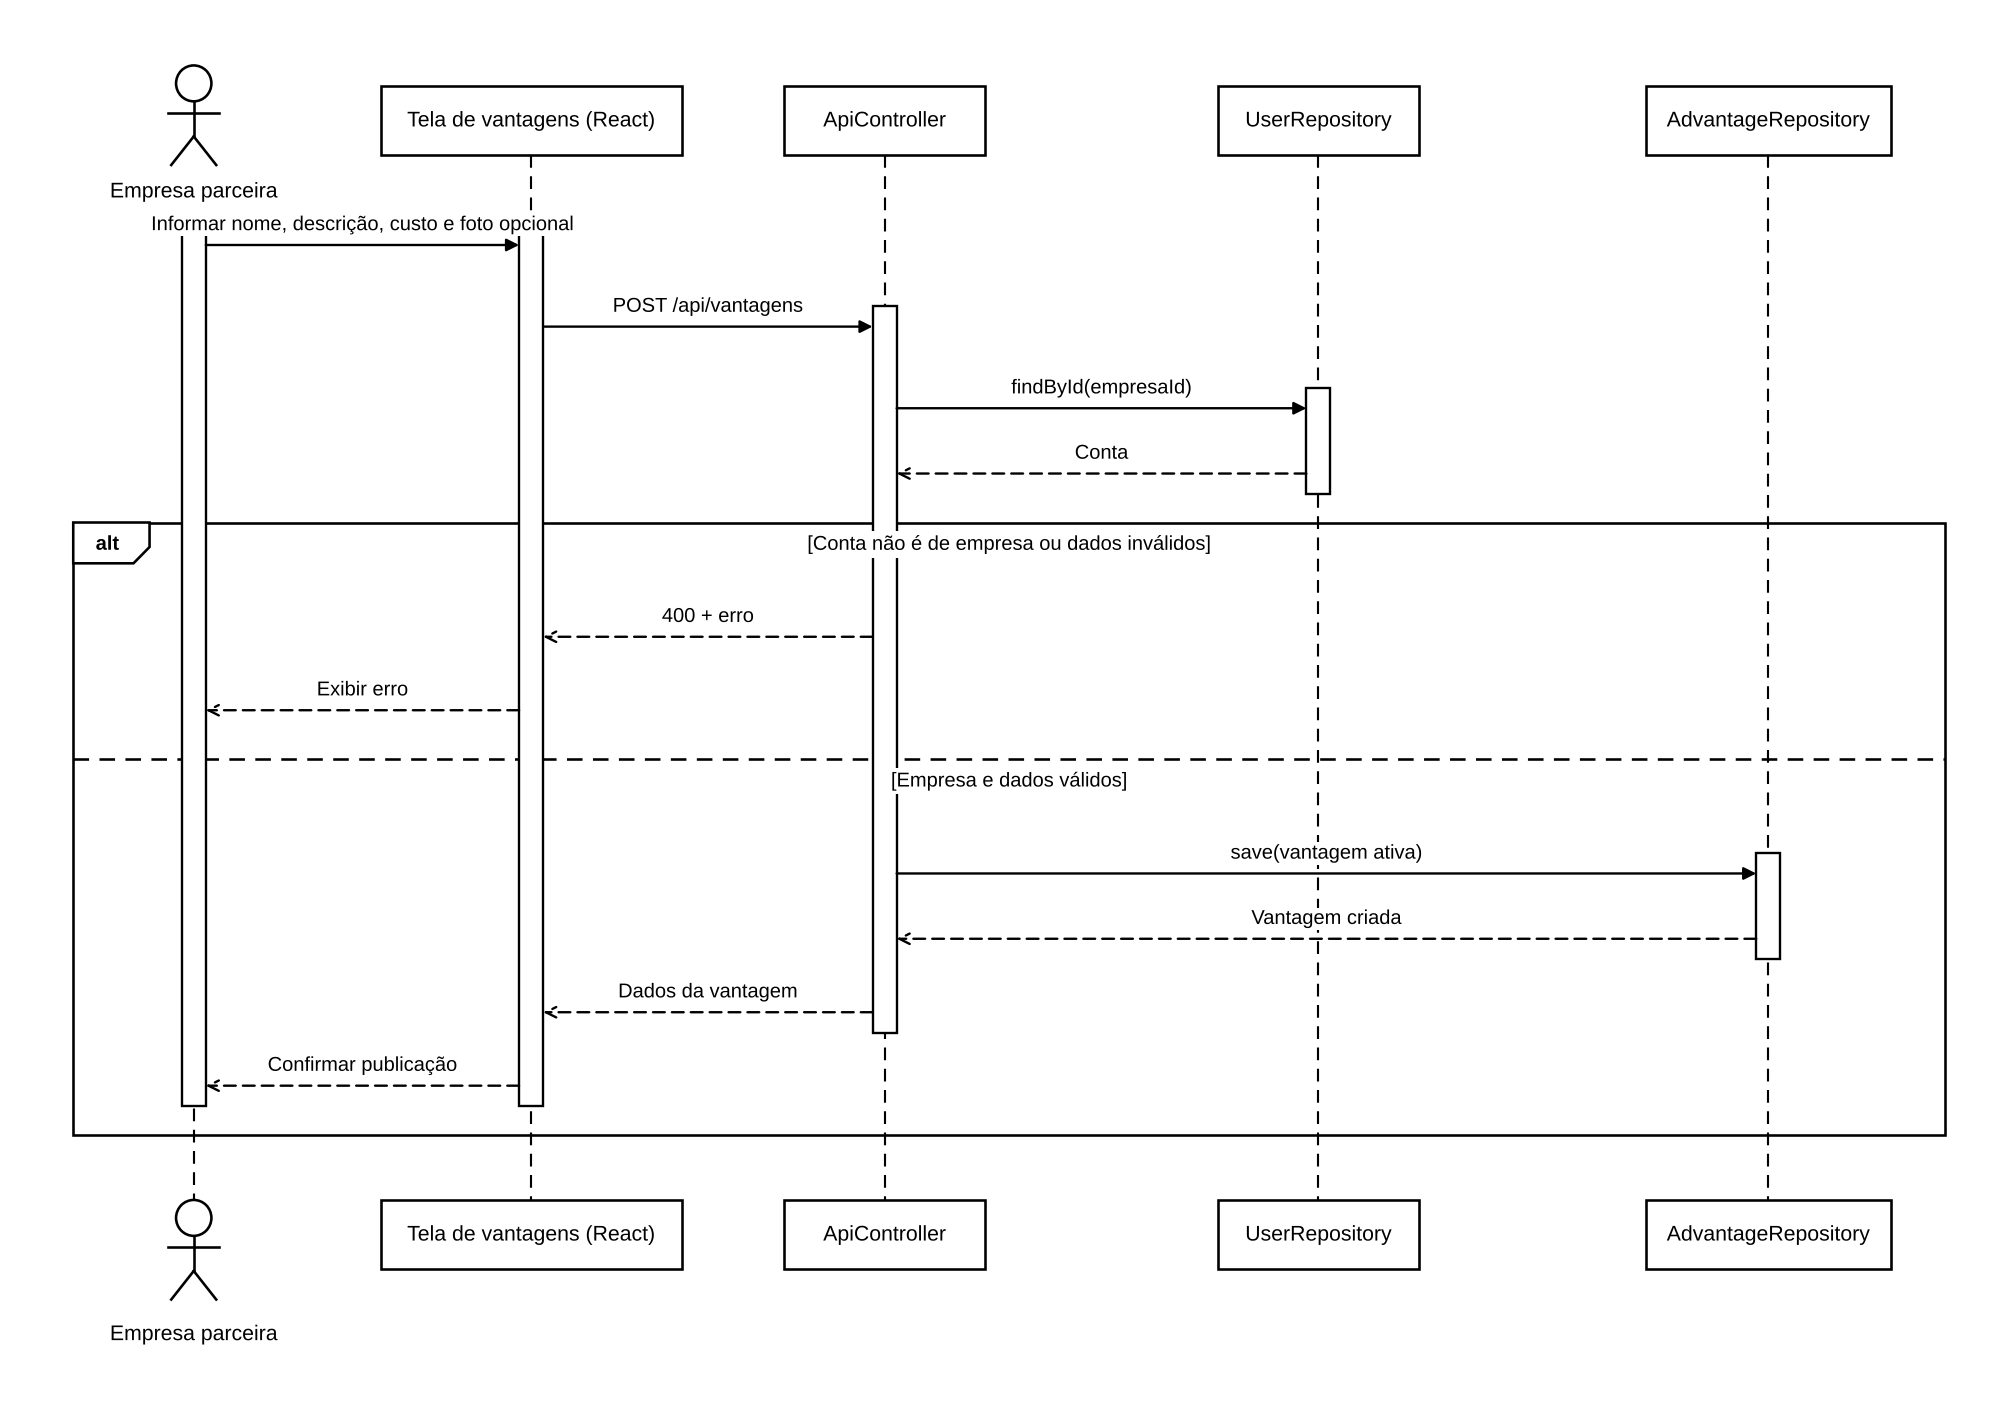 Empresa parceira
Tela de vantagens (React)
ApiController
UserRepository
AdvantageRepository
Informar nome, descrição, custo e foto opcional
POST /api/vantagens
findById(empresaId)
Conta
alt
[Conta não é de empresa ou dados inválidos]
400 + erro
Exibir erro
[Empresa e dados válidos]
save(vantagem ativa)
Vantagem criada
Dados da vantagem
Confirmar publicação
Tela de vantagens (React)
ApiController
UserRepository
AdvantageRepository
Empresa parceira